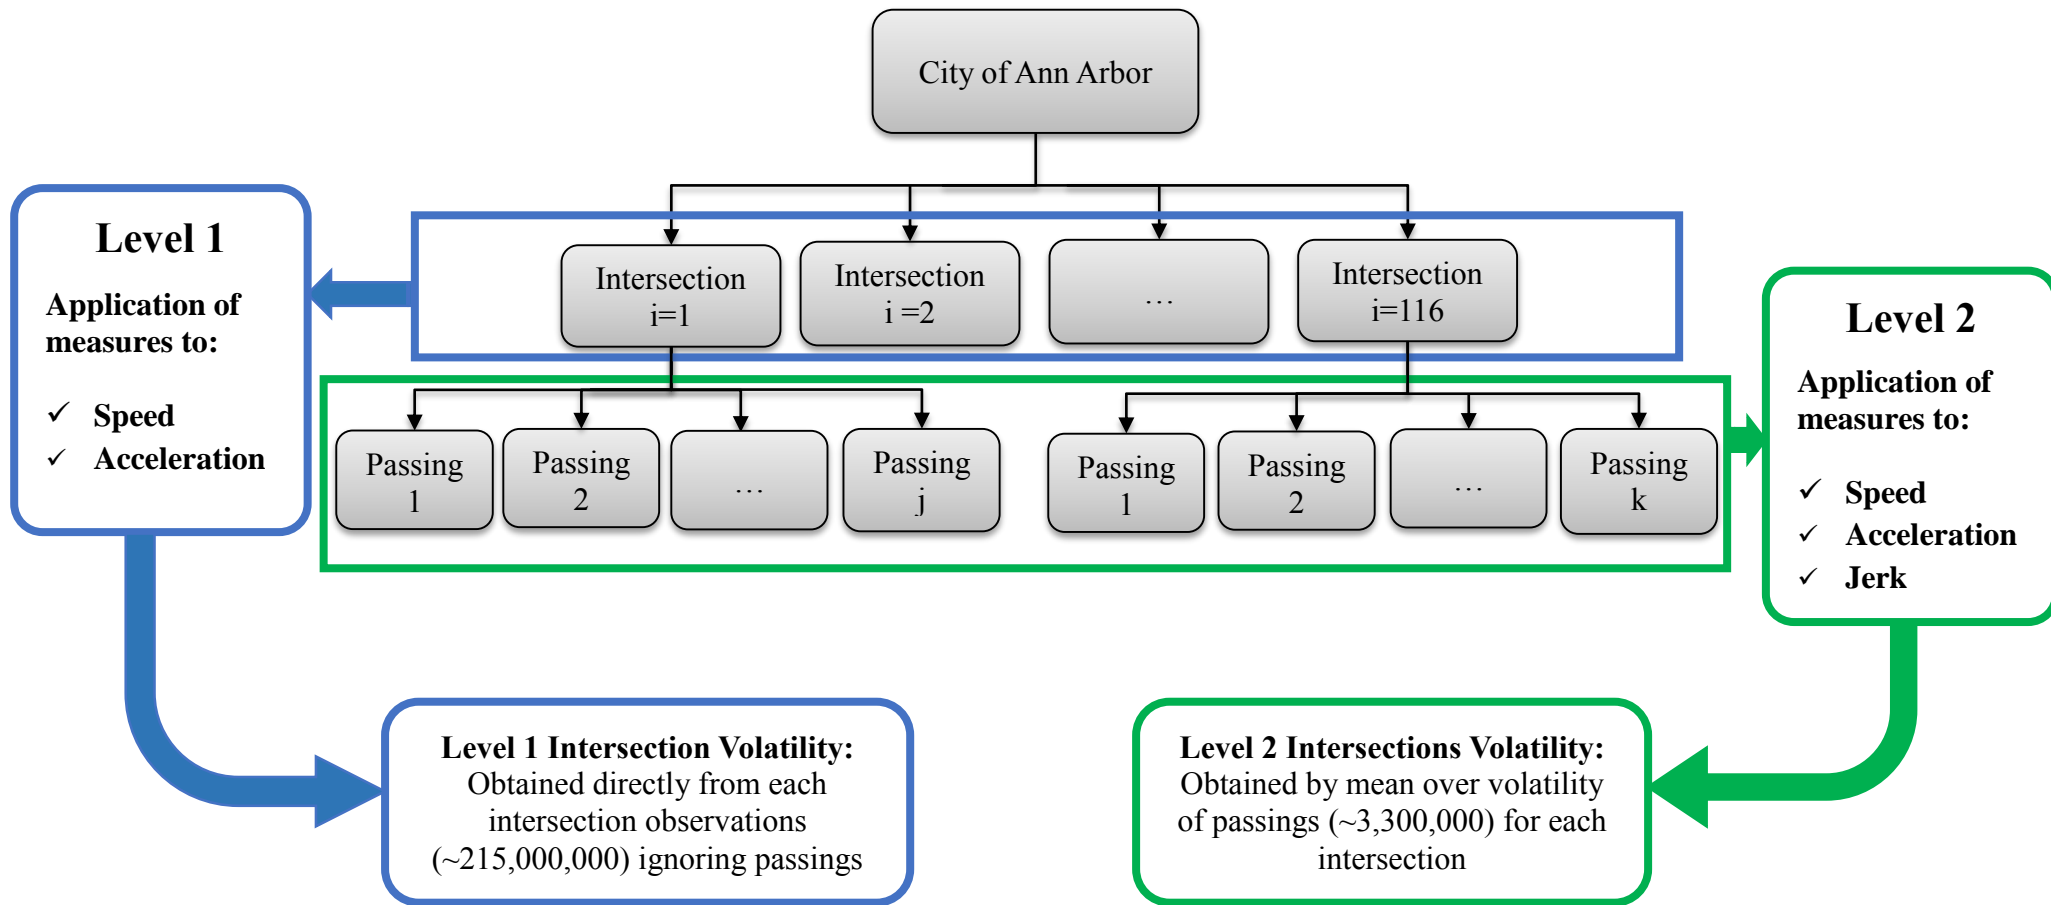 City of Ann Arbor
Level 1
Application of
measures to:
✓ Speed
✓ Acceleration
Intersection
i=1
Intersection
i =2
…
Intersection
i=116
Level 2
Application of
measures to:
✓ Speed
✓ Acceleration
✓ Jerk
Passing
1
Passing
2
…
Passing
j
Passing
1
Passing
2
…
Passing
k
Level 1 Intersection Volatility:
Obtained directly from each
intersection observations
(~215,000,000) ignoring passings
Level 2 Intersections Volatility:
Obtained by mean over volatility
of passings (~3,300,000) for each
intersection